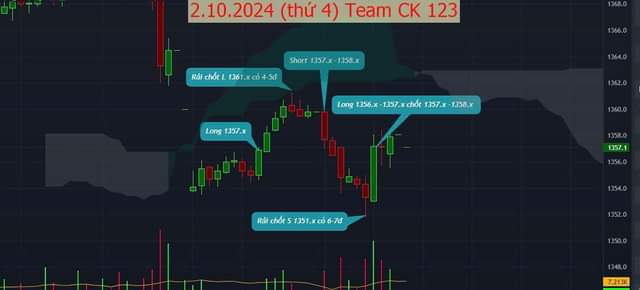 2.10.2024 (thứ 4) Team CK 123
1368.0
1366.0
Short 1357.x -1358.x
1364.0
Rải chốt L 1361.x có 4-5đ
1362.0
Long 1356.x -1357.x chốt 1357.x -1358.x
1360.0
Long 1357.x
1358.0
1357.1
1356.0
1354.0
Rải chốt S 1351.x có 6-7đ
1352.0
1350.0
1348.0
7.213K